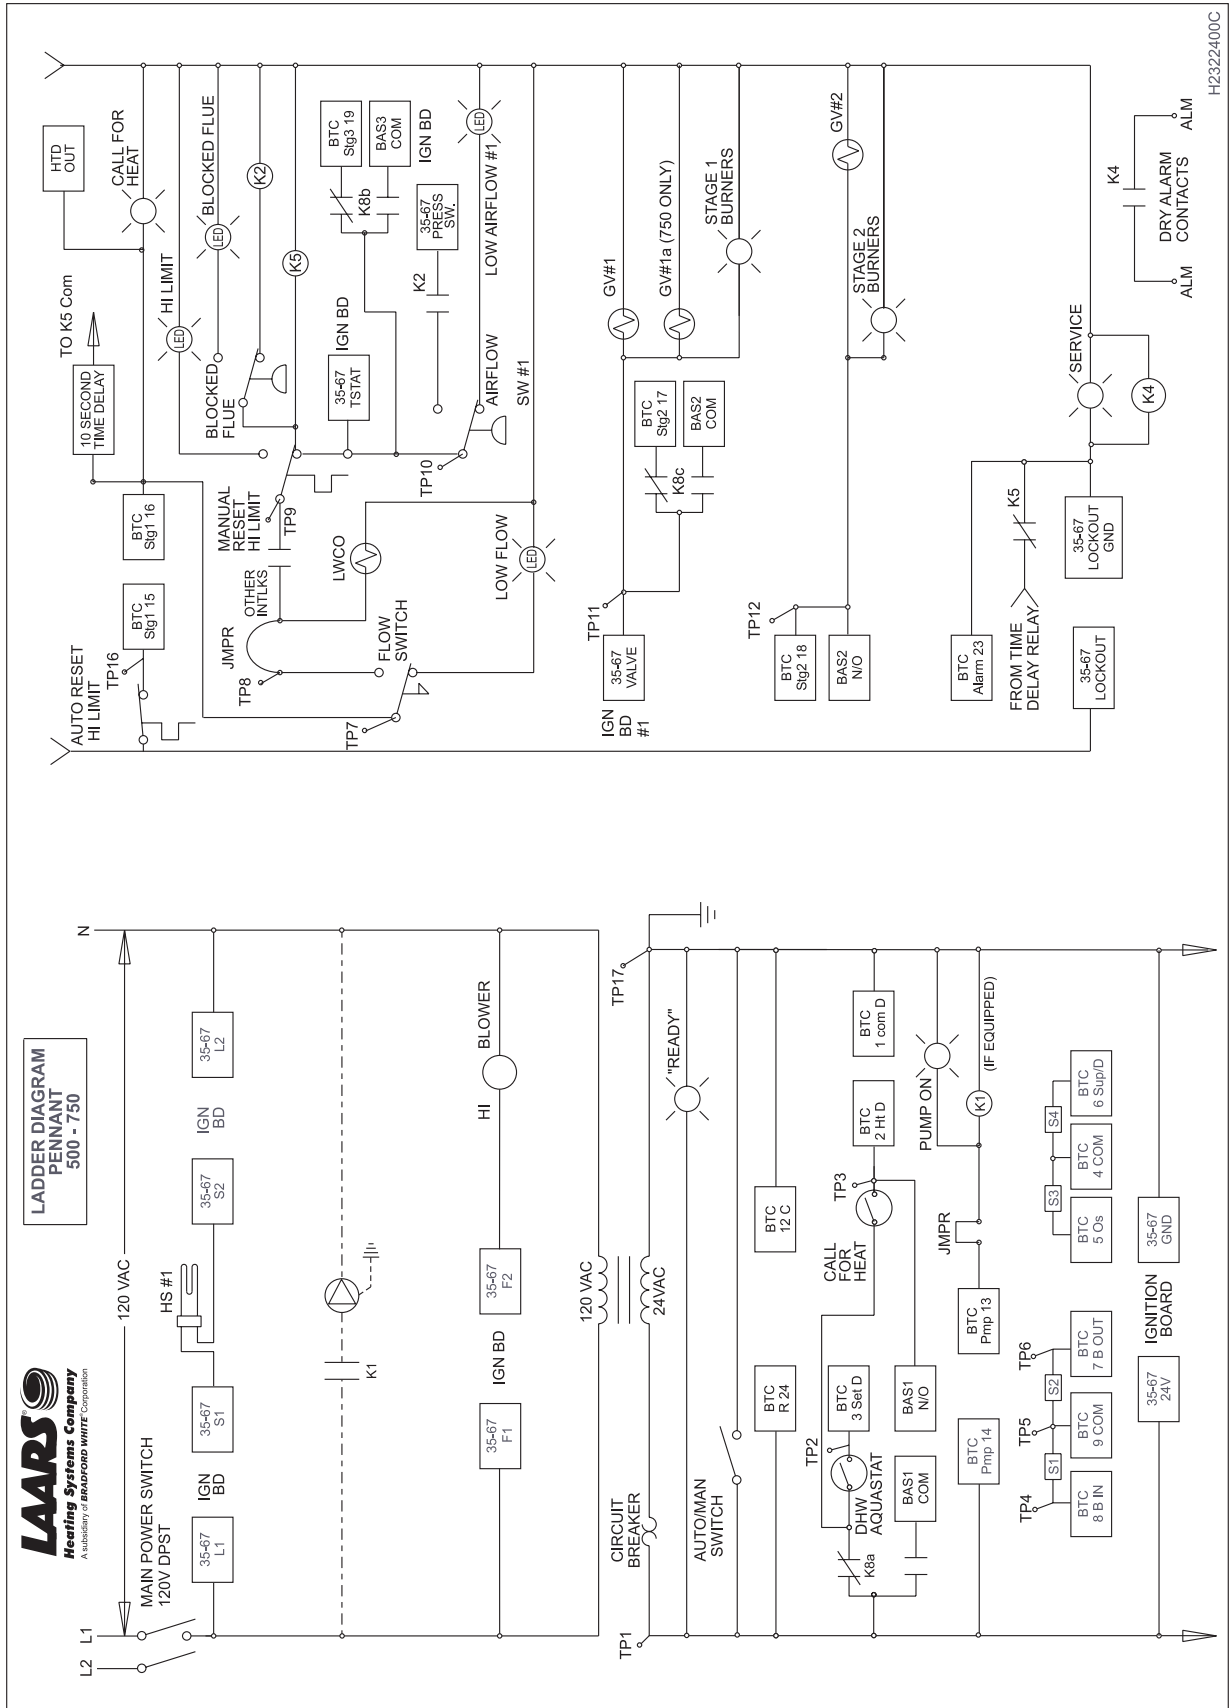 LAARS®
Heating Systems Company
A subsidiary of BRADFORD WHITE® Corporation
LADDER DIAGRAM
PENNANT
500 - 750
L1
L2
N
120 VAC
MAIN POWER SWITCH
120V DPST
35-67
L1
IGN
BD
35-67
S1
HS #1
35-67
S2
IGN
BD
35-67
L2
K1
35-67
F1
IGN BD
35-67
F2
HI
BLOWER
120 VAC
24VAC
CIRCUIT
BREAKER
TP1
TP17
"READY"
AUTO/MAN
SWITCH
BTC
R 24
BTC
12 C
K8a
DHW
AQUASTAT
TP2
BTC
3 Set D
CALL
FOR
HEAT
TP3
BTC
2 Ht D
BTC
1 com D
BAS1
COM
BAS1
N/O
PUMP ON
BTC
Pmp 14
BTC
Pmp 13
JMPR
K1
(IF EQUIPPED)
TP4
S1
TP5
S2
TP6
BTC
8 B IN
BTC
9 COM
BTC
7 B OUT
S3
S4
BTC
5 Os
BTC
4 COM
BTC
6 Sup/D
35-67
24V
IGNITION
BOARD
35-67
GND
AUTO RESET
HI LIMIT
TP16
BTC
Stg1 15
BTC
Stg1 16
10 SECOND
TIME DELAY
TO K5 Com
HTD
OUT
CALL FOR
HEAT
HI LIMIT
LED
BLOCKED FLUE
LED
BLOCKED
FLUE
K2
MANUAL
RESET
HI LIMIT
TP9
K5
OTHER
INTLKS
JMPR
TP8
LWCO
FLOW
SWITCH
TP7
LOW FLOW
LED
35-67
TSTAT
IGN BD
K8b
BTC
Stg3 19
BAS3
COM
TP10
AIRFLOW
SW #1
K2
35-67
PRESS
SW.
IGN BD
LOW AIRFLOW #1
LED
IGN
BD
#1
35-67
VALVE
TP11
K8c
BTC
Stg2 17
BAS2
COM
GV#1
GV#1a (750 ONLY)
STAGE 1
BURNERS
TP12
BTC
Stg2 18
BAS2
N/O
STAGE 2
BURNERS
GV#2
BTC
Alarm 23
FROM TIME
DELAY RELAY
K5
35-67
LOCKOUT
35-67
LOCKOUT
GND
SERVICE
K4
K4
ALM
DRY ALARM
CONTACTS
ALM
H2322400C